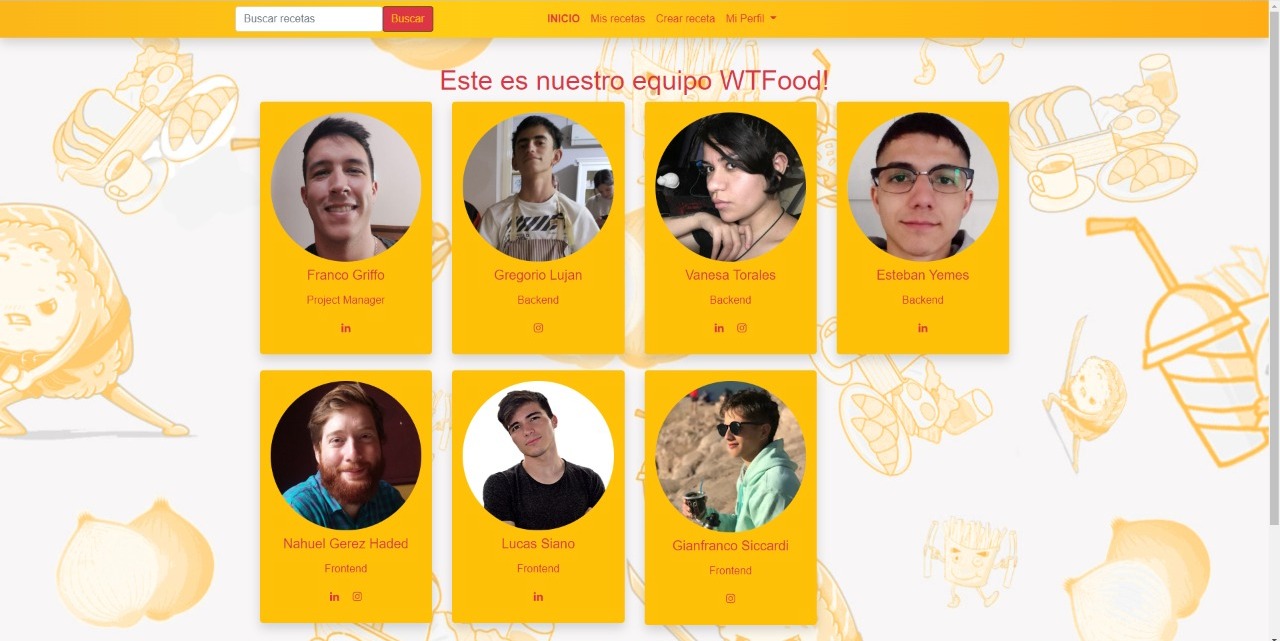 Buscar recetas Buscar INICIO Mis recetas Crear receta Mi Perfil
Este es nuestro equipo WTFood!
Franco Griffo
Project Manager
Gregorio Lujan
Backend
Vanesa Torales
Backend
Esteban Yemes
Backend
Nahuel Gerez Haded
Frontend
Lucas Siano
Frontend
Gianfranco Siccardi
Frontend